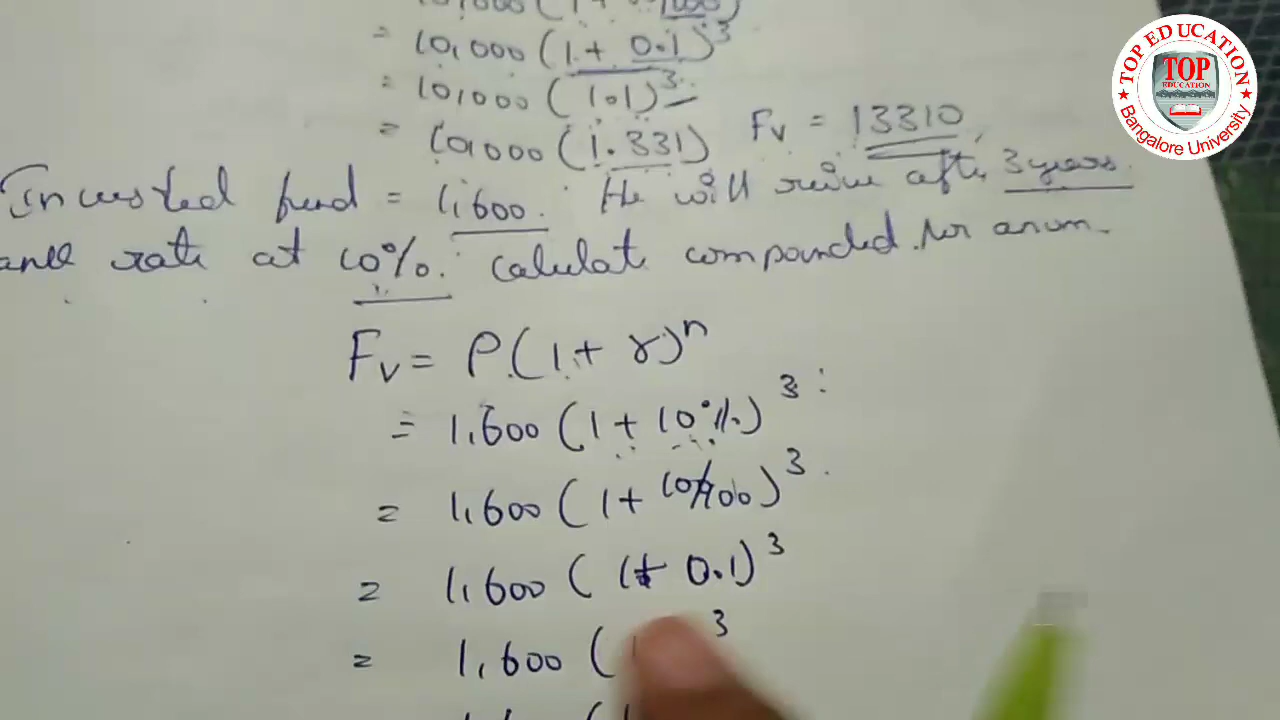 = 10,000 (1 + 0.1)³
= 10,000 (1.1)³
= 10,000 (1.331) Fv = 13310
Invested fund = 1,600. He will after 3 years.
rate at 10%. compounded per
Fv = P(1 + r)ⁿ
= 1,600 (1 + 10%)³
= 1,600 (1 + 10/100)³
= 1,600 (1 + 0.1)³
= 1,600 ( ³
TOP EDUCATION
TOP
EDUCATION
Bangalore University